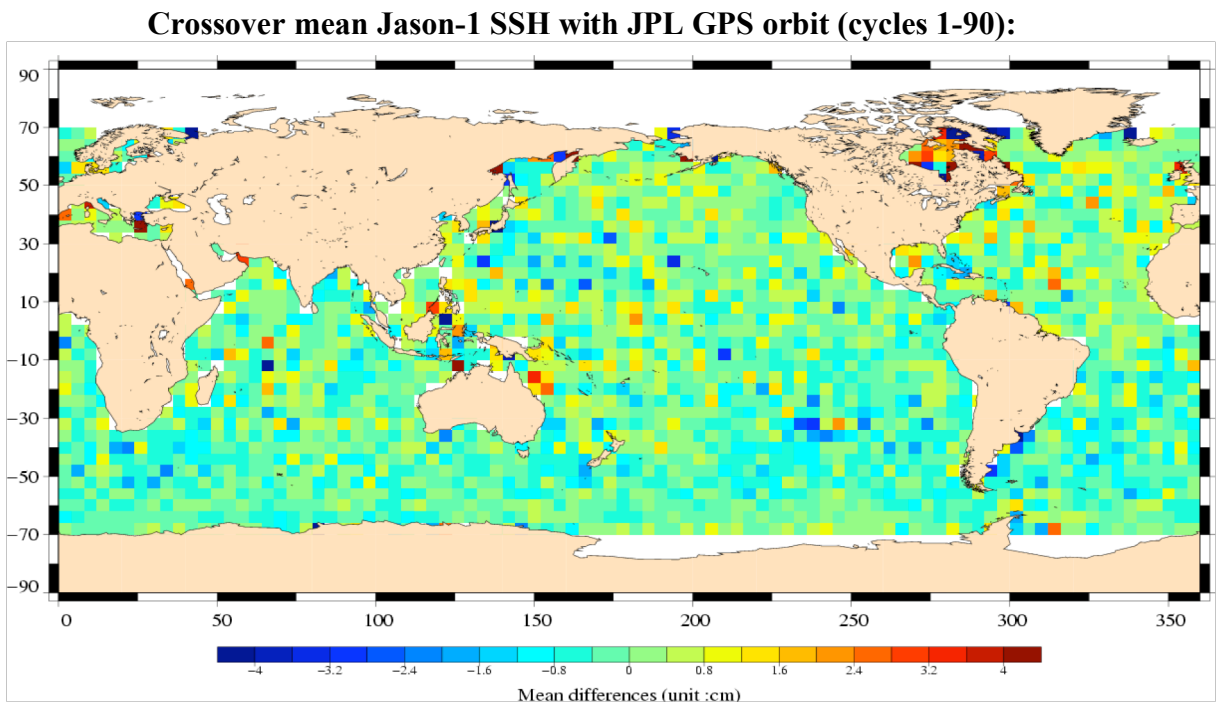 Crossover mean Jason-1 SSH with JPL GPS orbit (cycles 1-90):
90
70
50
30
10
−10
−30
−50
−70
−90
0 50 100 150 200 250 300 350
−4 −3.2 −2.4 −1.6 −0.8 0 0.8 1.6 2.4 3.2 4
Mean differences (unit :cm)